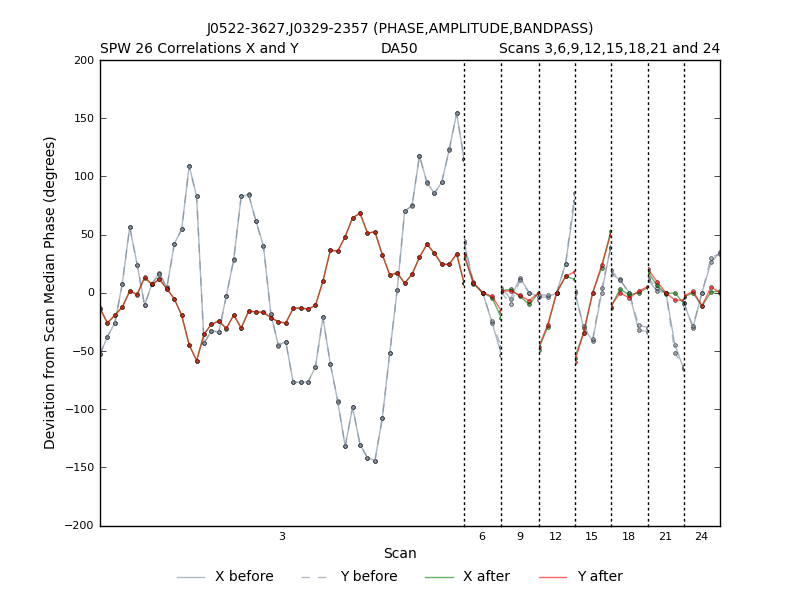 J0522-3627,J0329-2357 (PHASE,AMPLITUDE,BANDPASS)
SPW 26 Correlations X and Y DA50 Scans 3,6,9,12,15,18,21 and 24
200
150
100
50
0
−50
−100
−150
−200
Deviation from Scan Median Phase (degrees)
3 6 9 12 15 18 21 24
Scan
X before Y before X after Y after